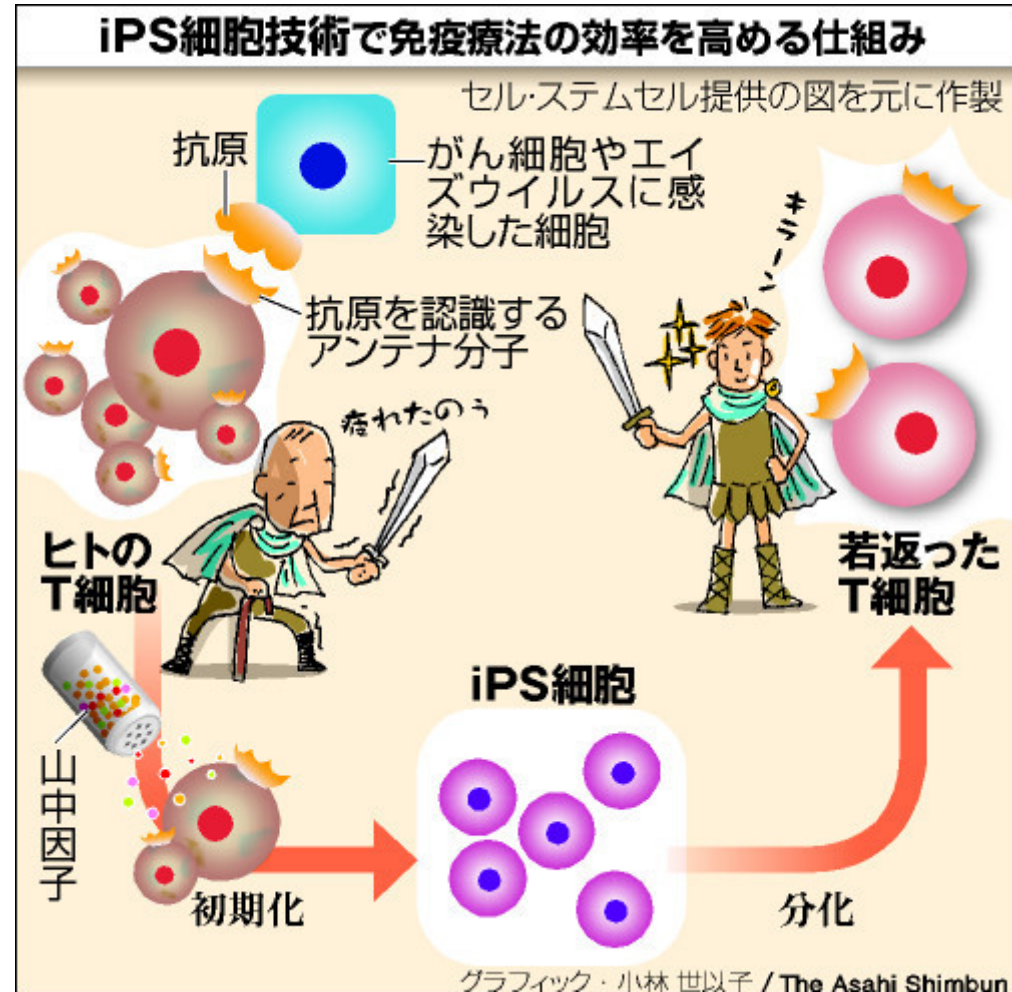 iPS細胞技術で免疫療法の効率を高める仕組み
セル・ステムセル提供の図を元に作製
抗原
がん細胞やエイ
ズウイルスに感
染した細胞
抗原を認識する
アンテナ分子
キラーン
疲れたのぅ
ヒトの
T細胞
若返った
T細胞
山中因子
iPS細胞
初期化
分化
グラフィック・小林 世以子 / The Asahi Shimbun